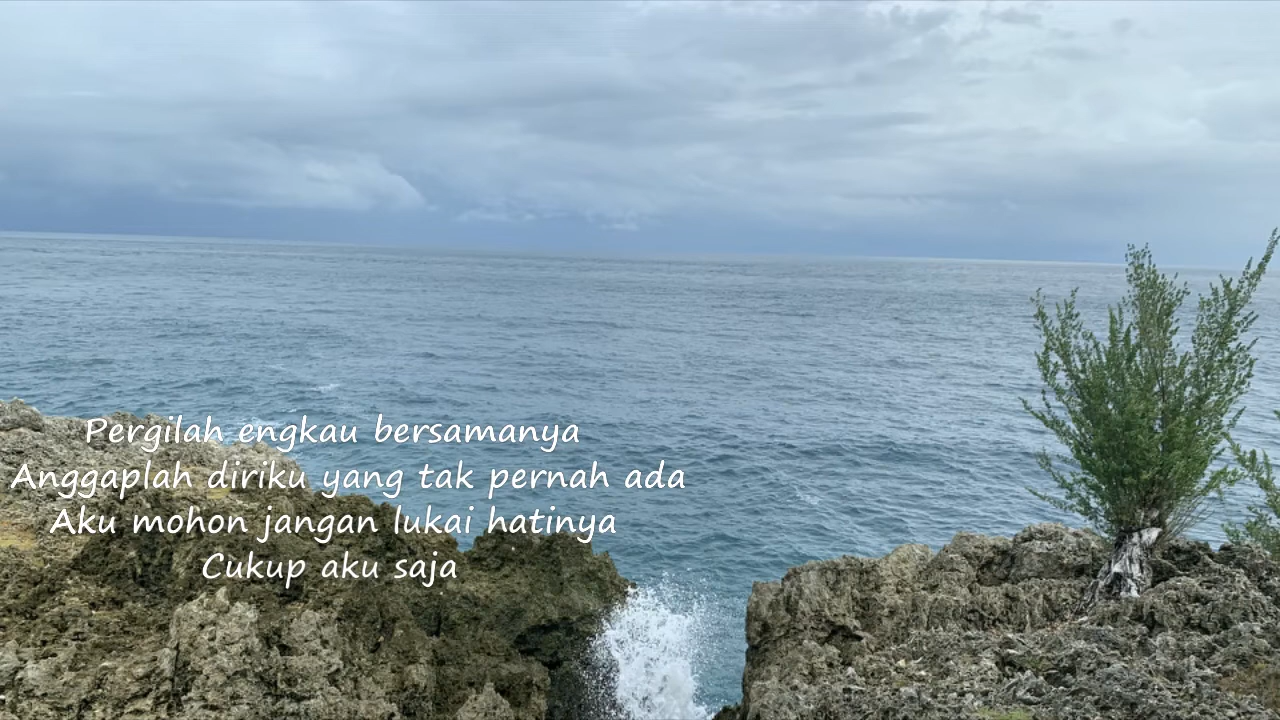 Pergilah engkau bersamanya
Anggaplah diriku yang tak pernah ada
Aku mohon jangan lukai hatinya
Cukup aku saja